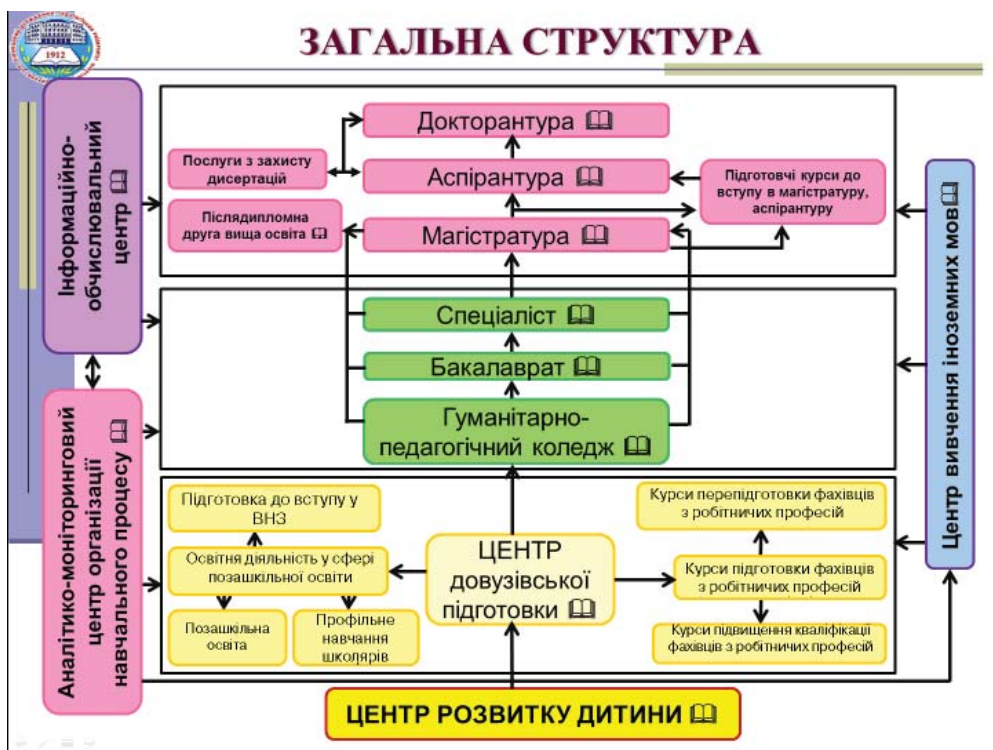 ЗАГАЛЬНА СТРУКТУРА
1912
Інформаційно-
обчислювальний
центр
Аналітико-моніторинговий
центр організації
навчального процесу
Докторантура
Послуги з захисту
дисертацій
Аспірантура
Підготовчі курси до
вступу в магістратуру,
аспірантуру
Післядипломна
друга вища освіта
Магістратура
Спеціаліст
Бакалаврат
Гуманітарно-
педагогічний коледж
Підготовка до вступу у
ВНЗ
Освітня діяльність у сфері
позашкільної освіти
Позашкільна
освіта
Профільне
навчання
школярів
ЦЕНТР
довузівської
підготовки
Курси перепідготовки фахівців
з робітничих професій
Курси підготовки фахівців
з робітничих професій
Курси підвищення кваліфікації
фахівців з робітничих професій
ЦЕНТР РОЗВИТКУ ДИТИНИ
Центр вивчення іноземних мов